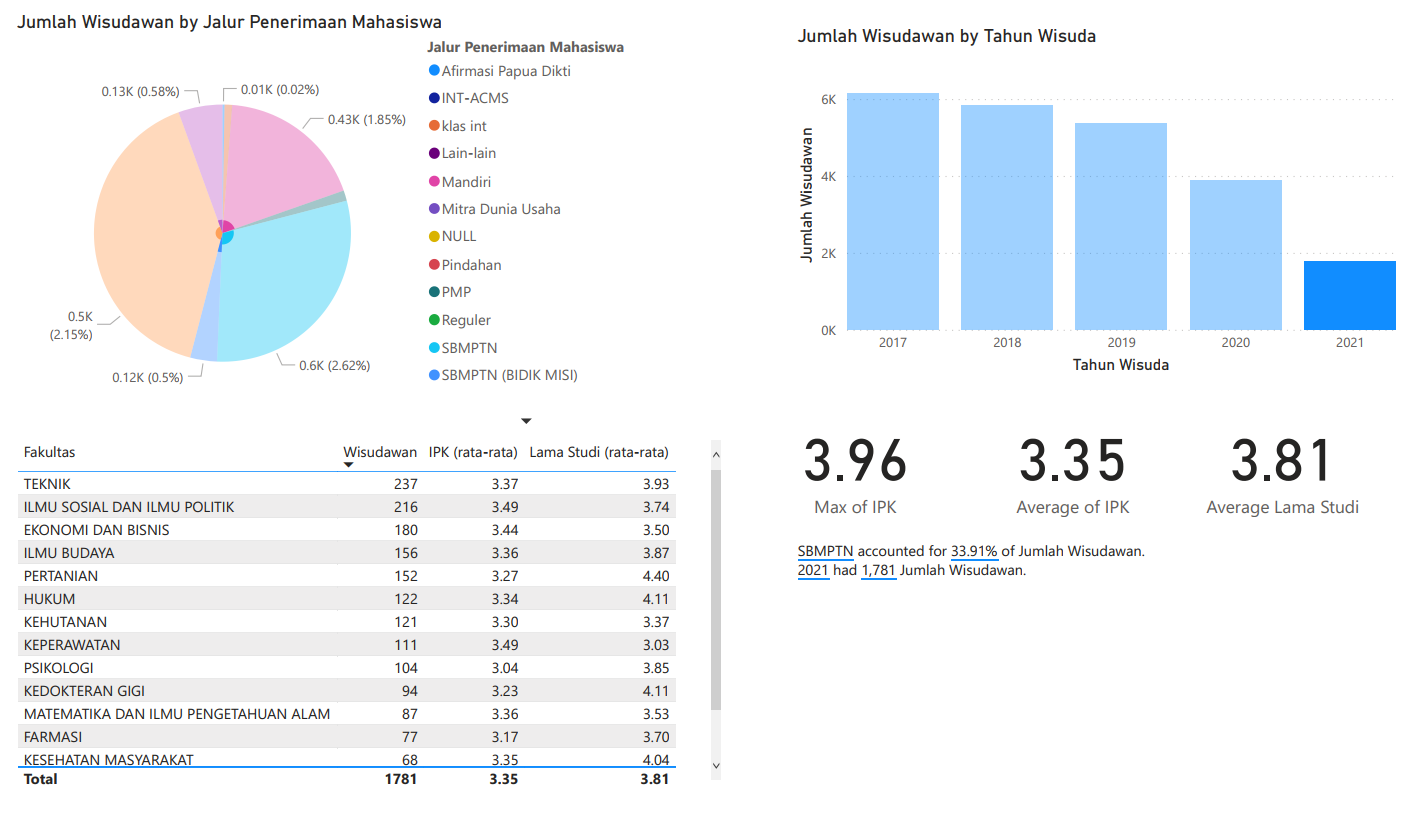 Jumlah Wisudawan by Jalur Penerimaan Mahasiswa
Jalur Penerimaan Mahasiswa
Afirmasi Papua Dikti
INT-ACMS
klas int
Lain-lain
Mandiri
Mitra Dunia Usaha
NULL
Pindahan
PMP
Reguler
SBMPTN
SBMPTN (BIDIK MISI)
0.13K (0.58%)
0.01K (0.02%)
0.43K (1.85%)
0.5K
(2.15%)
0.12K (0.5%)
0.6K (2.62%)
Jumlah Wisudawan by Tahun Wisuda
Jumlah Wisudawan
6K
4K
2K
0K
2017 2018 2019 2020 2021
Tahun Wisuda
Fakultas Wisudawan IPK (rata-rata) Lama Studi (rata-rata)
TEKNIK 237 3.37 3.93
ILMU SOSIAL DAN ILMU POLITIK 216 3.49 3.74
EKONOMI DAN BISNIS 180 3.44 3.50
ILMU BUDAYA 156 3.36 3.87
PERTANIAN 152 3.27 4.40
HUKUM 122 3.34 4.11
KEHUTANAN 121 3.30 3.37
KEPERAWATAN 111 3.49 3.03
PSIKOLOGI 104 3.04 3.85
KEDOKTERAN GIGI 94 3.23 4.11
MATEMATIKA DAN ILMU PENGETAHUAN ALAM 87 3.36 3.53
FARMASI 77 3.17 3.70
KESEHATAN MASYARAKAT 68 3.35 4.04
Total 1781 3.35 3.81
3.96
Max of IPK
3.35
Average of IPK
3.81
Average Lama Studi
SBMPTN accounted for 33.91% of Jumlah Wisudawan.
2021 had 1,781 Jumlah Wisudawan.